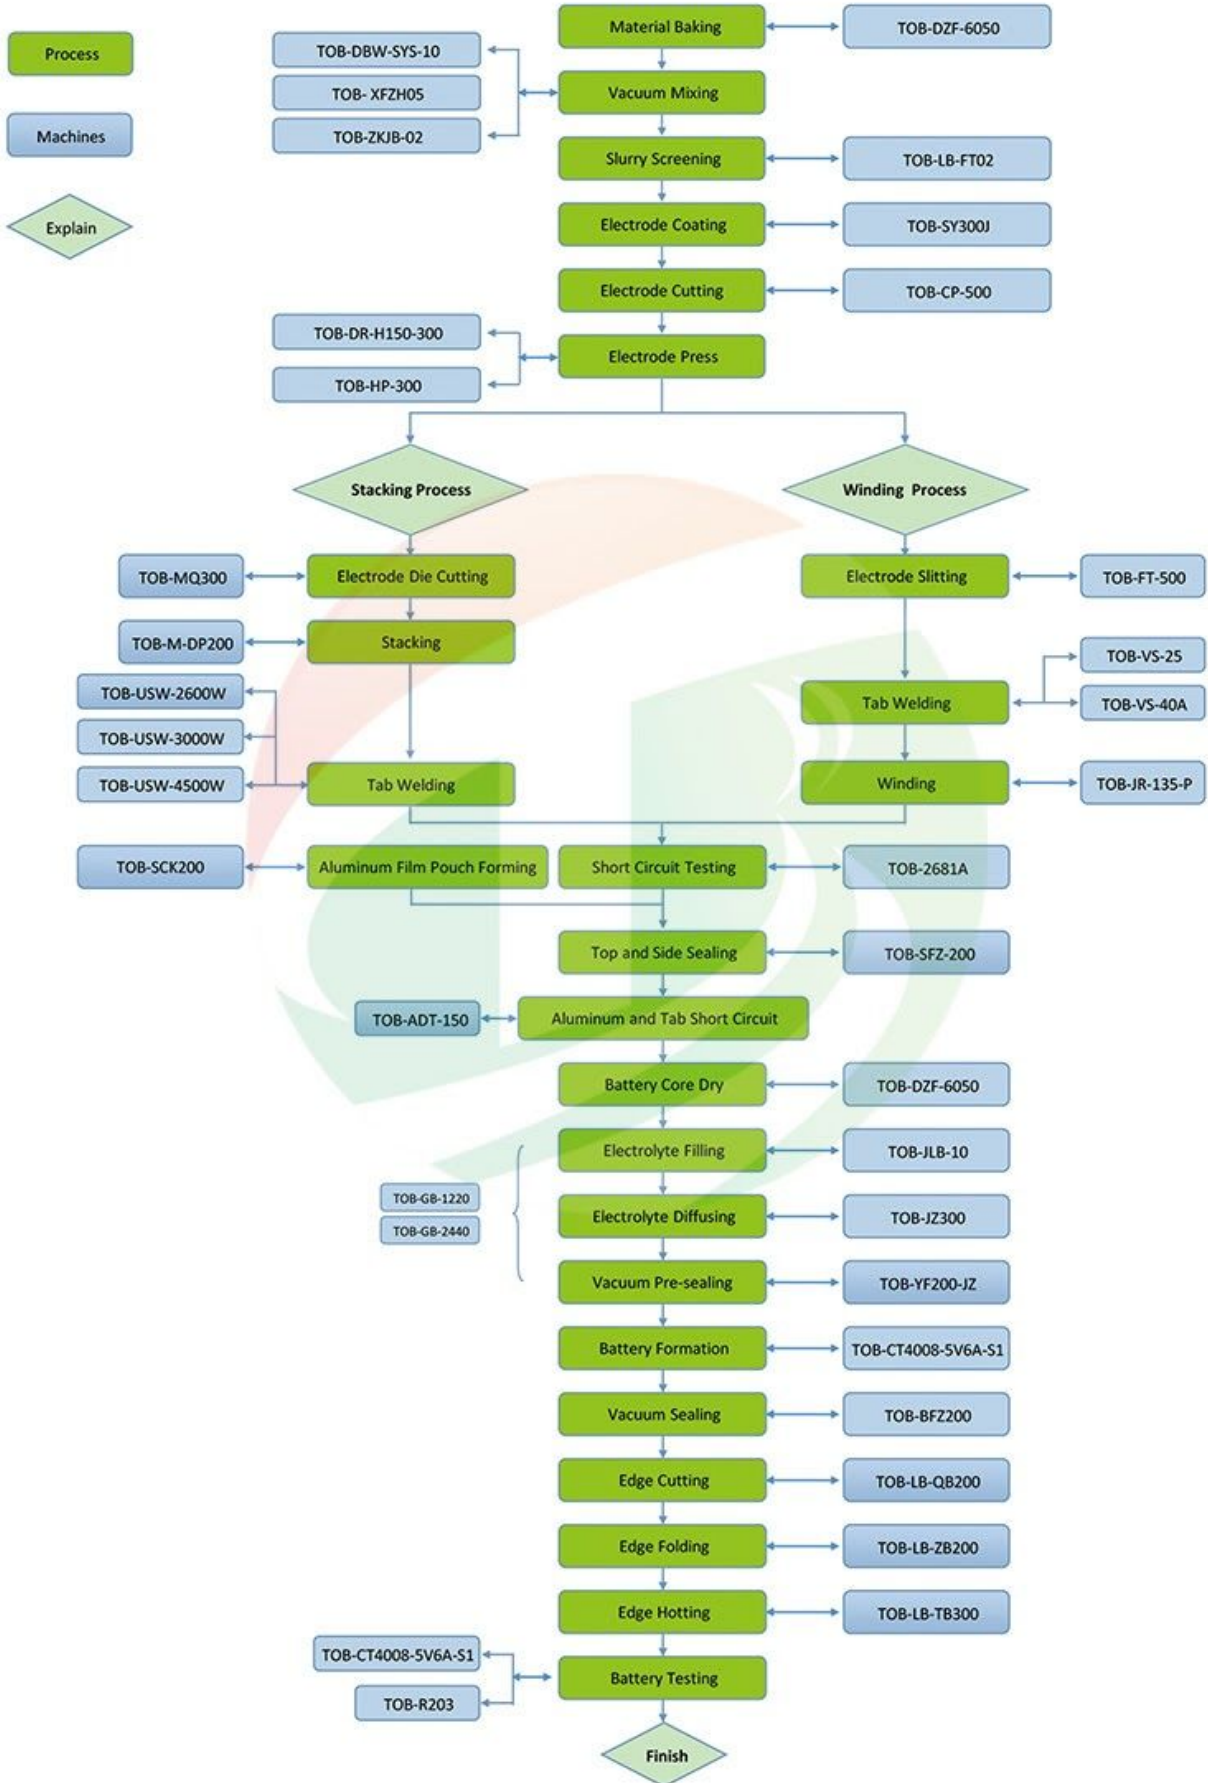 Process
Machines
Explain
Material Baking
TOB-DZF-6050
TOB-DBW-SYS-10
TOB- XFZH05
TOB-ZKJB-02
Vacuum Mixing
Slurry Screening
TOB-LB-FT02
Electrode Coating
TOB-SY300J
Electrode Cutting
TOB-CP-500
TOB-DR-H150-300
TOB-HP-300
Electrode Press
Stacking Process
Winding Process
TOB-MQ300
Electrode Die Cutting
Electrode Slitting
TOB-FT-500
TOB-M-DP200
Stacking
TOB-VS-25
TOB-USW-2600W
Tab Welding
TOB-VS-40A
TOB-USW-3000W
TOB-USW-4500W
Tab Welding
Winding
TOB-JR-135-P
TOB-SCK200
Aluminum Film Pouch Forming
Short Circuit Testing
TOB-2681A
Top and Side Sealing
TOB-SFZ-200
TOB-ADT-150
Aluminum and Tab Short Circuit
Battery Core Dry
TOB-DZF-6050
Electrolyte Filling
TOB-JLB-10
TOB-GB-1220
TOB-GB-2440
Electrolyte Diffusing
TOB-JZ300
Vacuum Pre-sealing
TOB-YF200-JZ
Battery Formation
TOB-CT4008-5V6A-S1
Vacuum Sealing
TOB-BFZ200
Edge Cutting
TOB-LB-QB200
Edge Folding
TOB-LB-ZB200
Edge Hotting
TOB-LB-TB300
TOB-CT4008-5V6A-S1
TOB-R203
Battery Testing
Finish